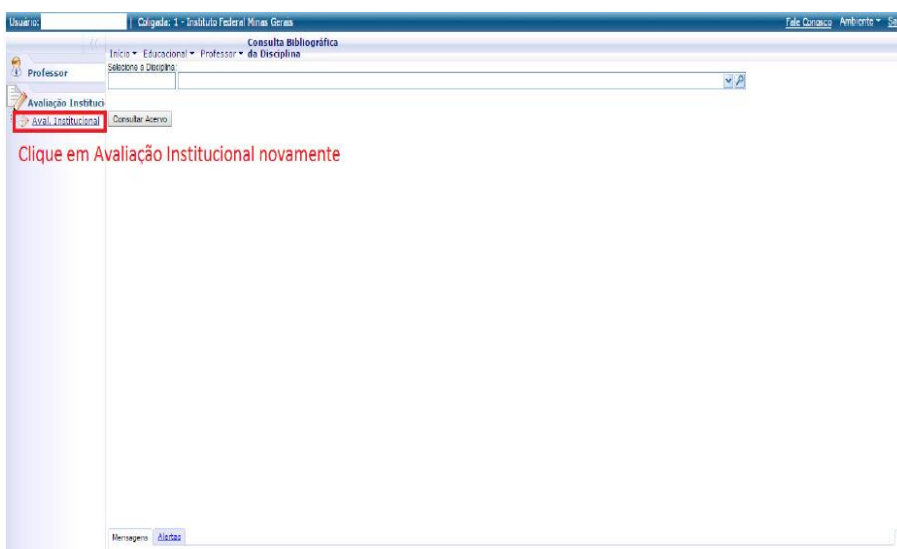 Usuário: | Coligada: 1 - Instituto Federal Minas Gerais Fale Conosco Ambiente
Consulta Bibliográfica
Início Educacional Professor da Disciplina
Professor
Selecione a Disciplina:
Avaliação Instituci
Aval. Institucional Consultar Acervo
Clique em Avaliação Institucional novamente
Mensagens Alertas